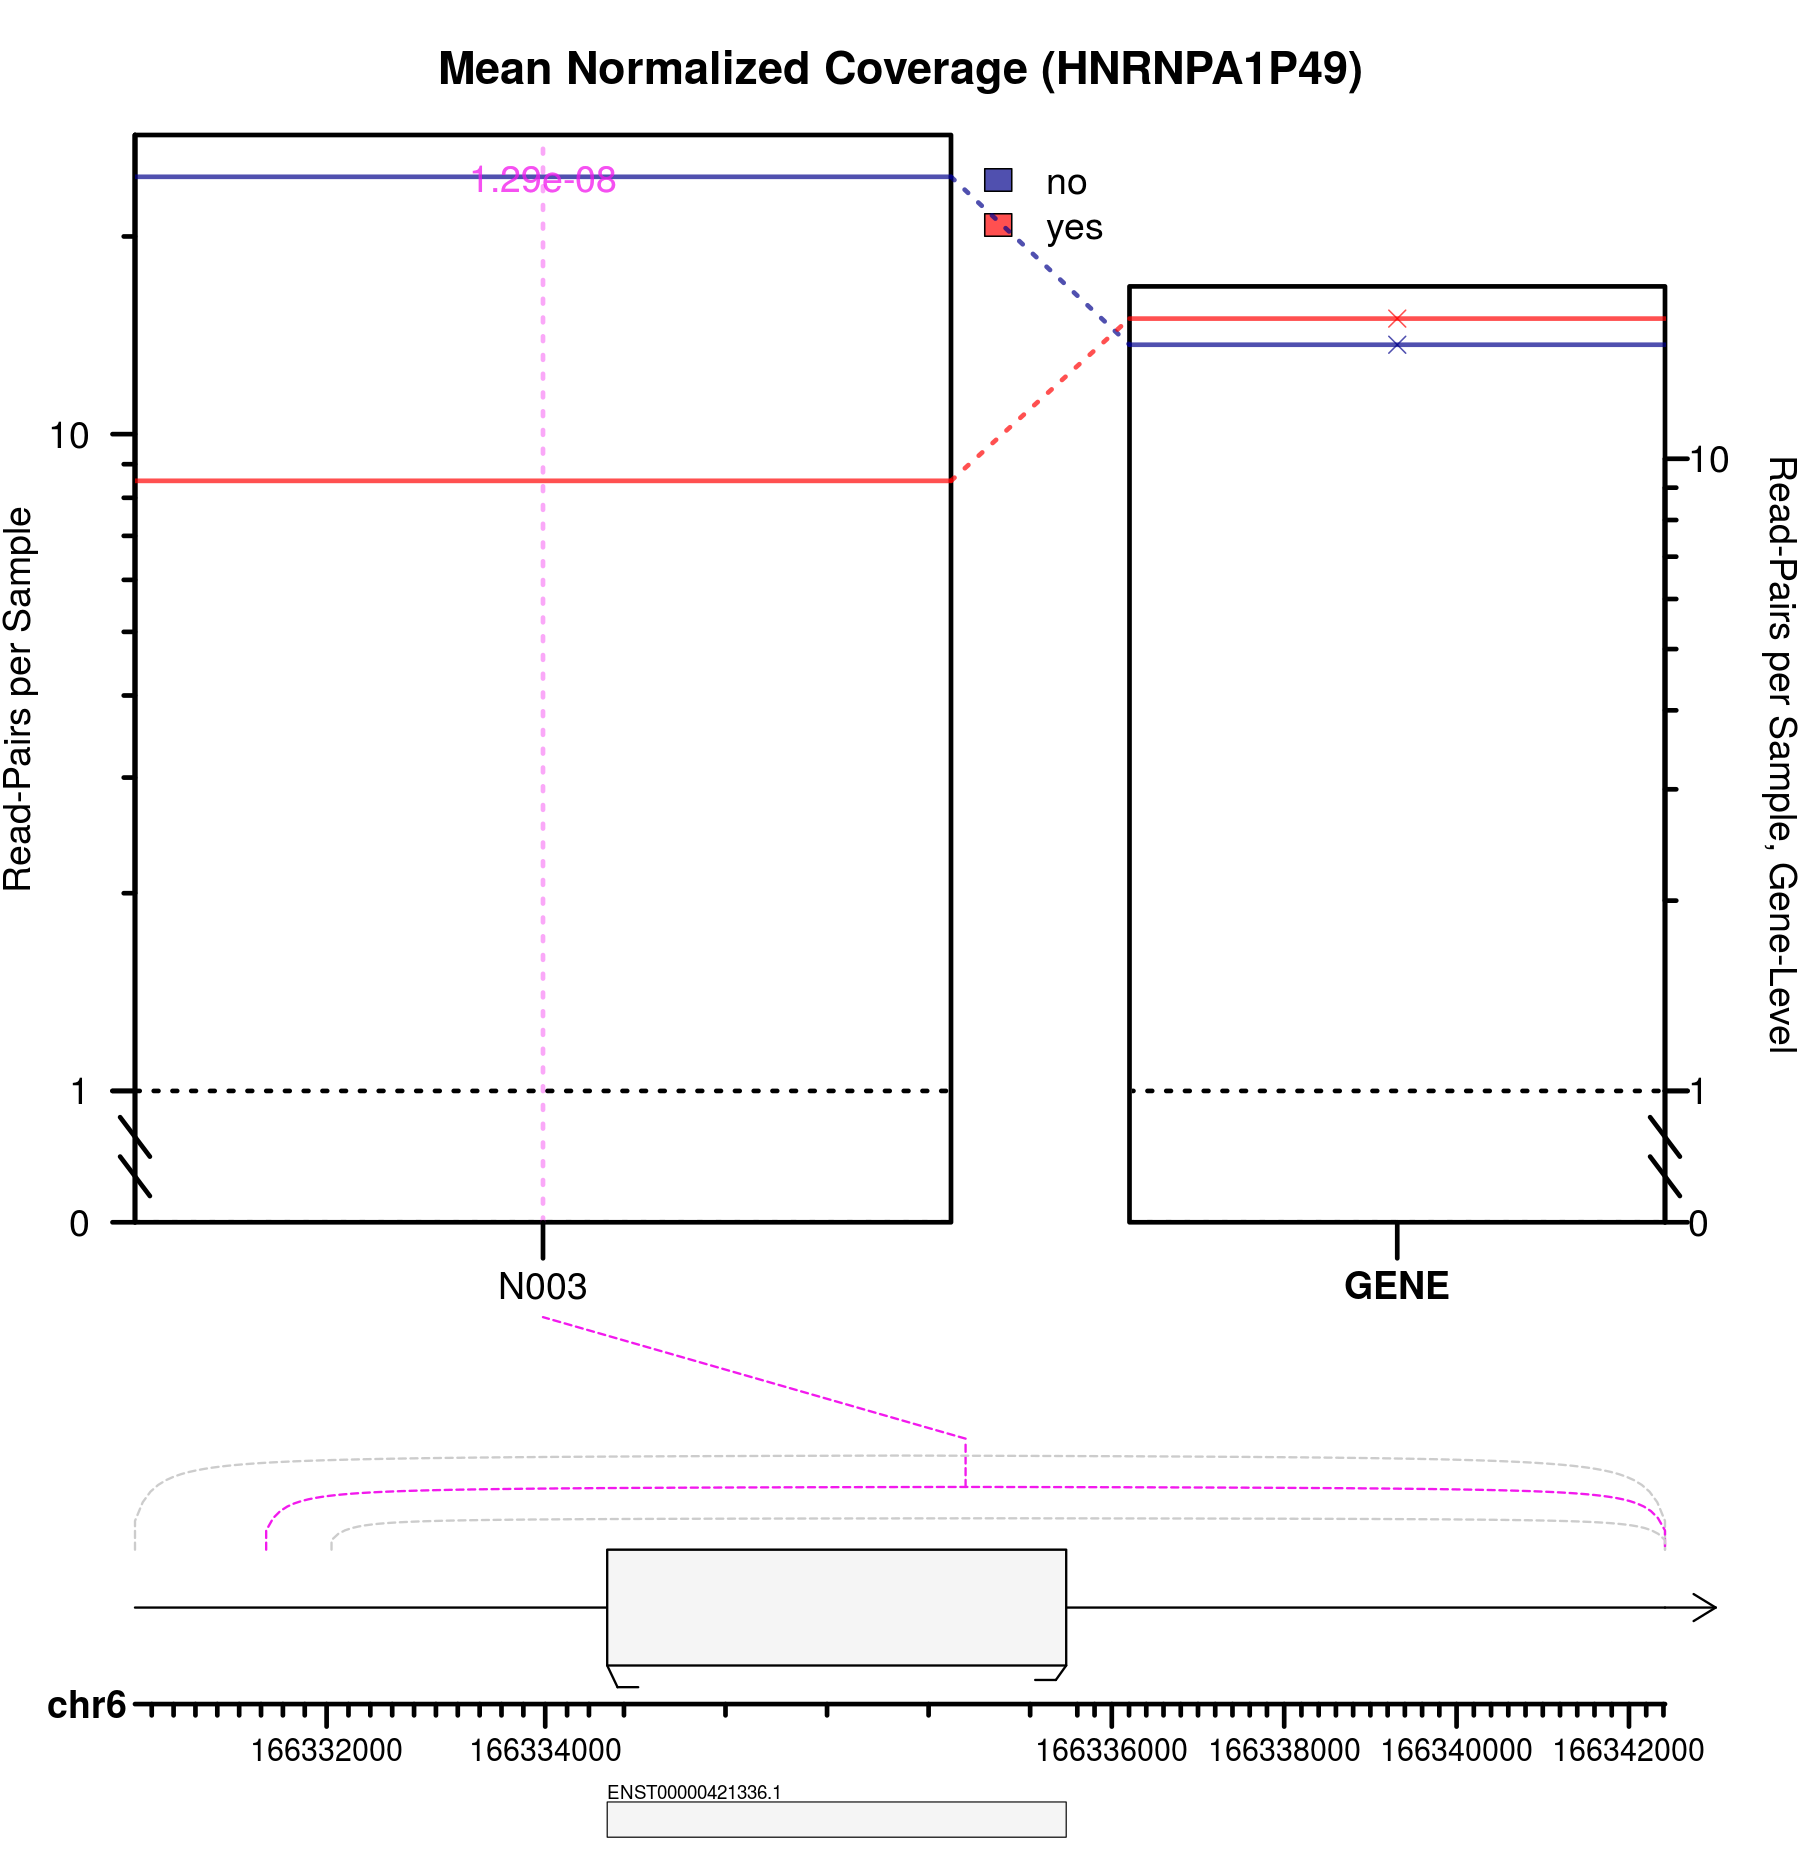 Mean Normalized Coverage (HNRNPA1P49)
1.29e-08
no
yes
10
1
0
Read-Pairs per Sample
10
1
0
Read-Pairs per Sample, Gene-Level
N003
GENE
chr6
166332000 166334000 166336000 166338000 166340000 166342000
ENST00000421336.1